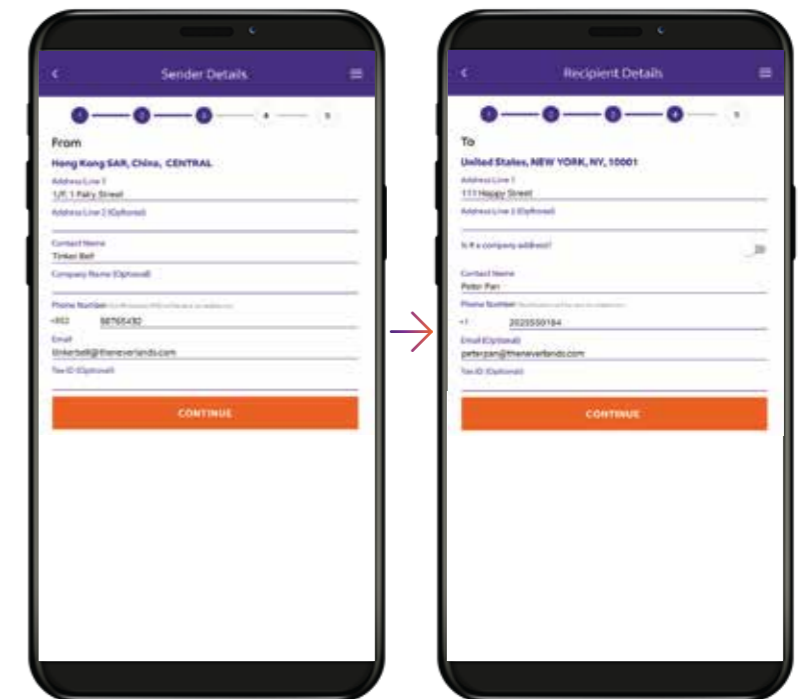 Sender Details
1 2 3 4 5
From
Hong Kong SAR, China, CENTRAL
Address Line 1
1/F, 1 Fairy Street
Address Line 2 (Optional)
Contact Name
Tinker Bell
Company Name (Optional)
Phone Number
+852 98765432
Email
tinkerbell@theneverlands.com
Tax ID (Optional)
CONTINUE
Recipient Details
1 2 3 4 5
To
United States, NEW YORK, NY, 10001
Address Line 1
111 Happy Street
Address Line 2 (Optional)
Is it a company address?
Contact Name
Peter Pan
Phone Number
+1 2025550184
Email (Optional)
peterpan@theneverlands.com
Tax ID (Optional)
CONTINUE